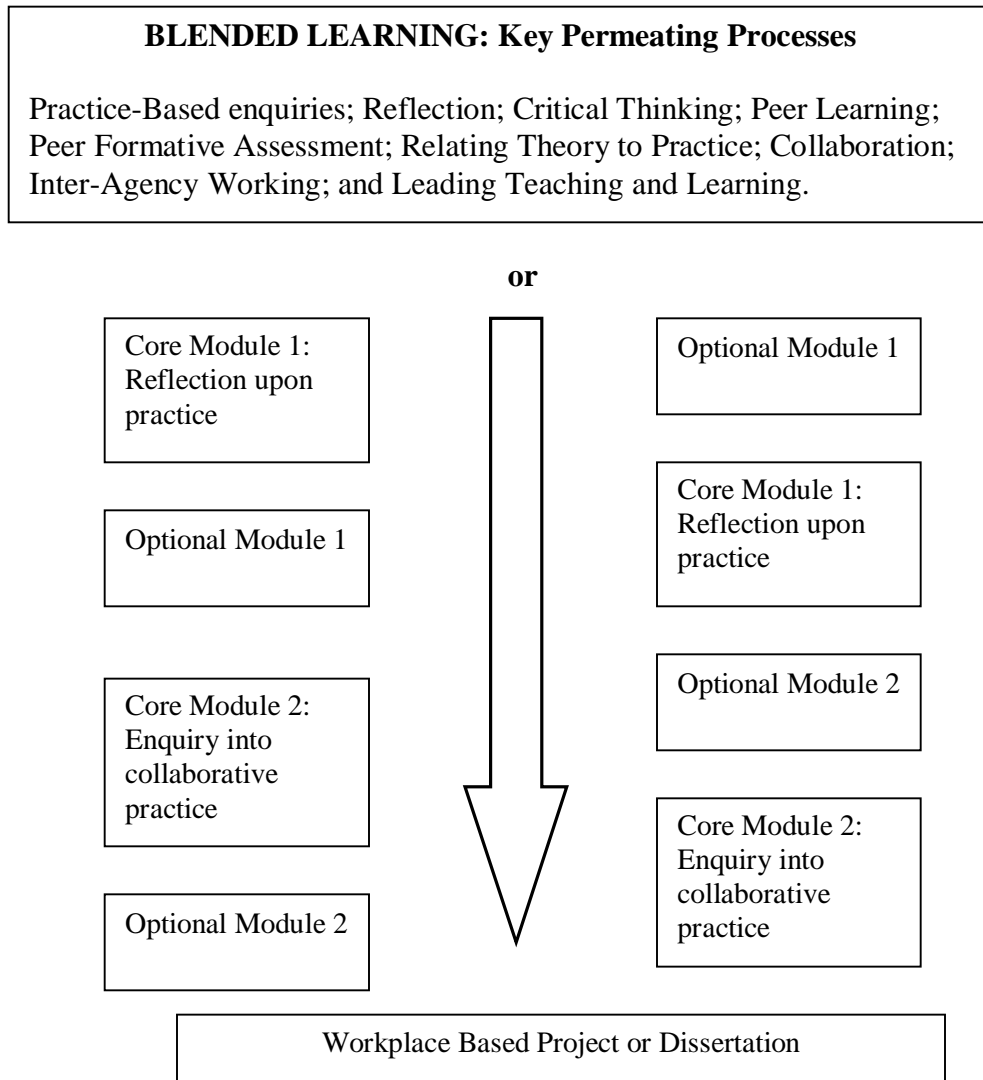 BLENDED LEARNING: Key Permeating Processes
Practice-Based enquiries; Reflection; Critical Thinking; Peer Learning;
Peer Formative Assessment; Relating Theory to Practice; Collaboration;
Inter-Agency Working; and Leading Teaching and Learning.
or
Core Module 1:
Reflection upon
practice
Optional Module 1
Core Module 2:
Enquiry into
collaborative
practice
Optional Module 2
Optional Module 1
Core Module 1:
Reflection upon
practice
Optional Module 2
Core Module 2:
Enquiry into
collaborative
practice
Workplace Based Project or Dissertation